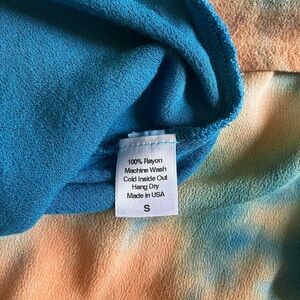 100% Rayon
Machine Wash
Cold Inside Out
Hang Dry
Made in USA
S